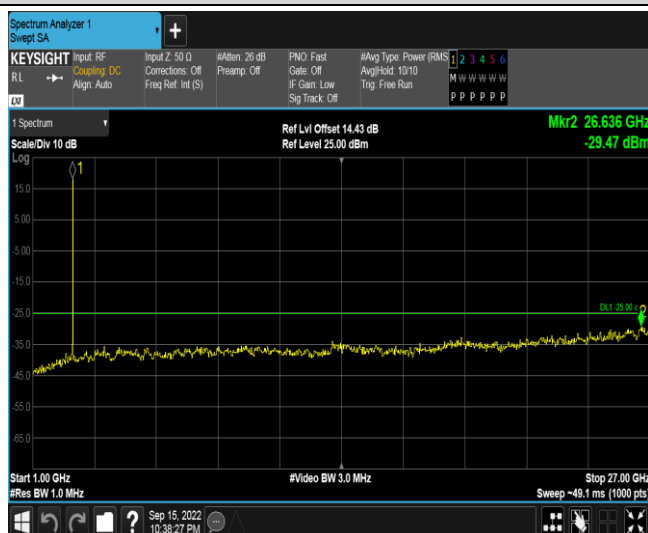 Spectrum Analyzer 1
Swept SA
+
KEYSIGHT
RL
LXI
Input: RF
Coupling: DC
Align: Auto
Input Z: 50 Ω
Corrections: Off
Freq Ref: Int (S)
#Atten: 26 dB
Preamp: Off
PNO: Fast
Gate: Off
IF Gain: Low
Sig Track: Off
#Avg Type: Power (RMS
Avg|Hold: 10/10
Trig: Free Run
1 2 3 4 5 6
M W W W W W
P P P P P P
1 Spectrum
Scale/Div 10 dB
Ref Lvl Offset 14.43 dB
Ref Level 25.00 dBm
Mkr2 26.636 GHz
-29.47 dBm
Log
1
15.0
5.00
-5.00
-15.0
-25.0
-35.0
-45.0
-55.0
-65.0
DL1 -25.00
2
Start 1.00 GHz
#Res BW 1.0 MHz
#Video BW 3.0 MHz
Stop 27.00 GHz
Sweep ~49.1 ms (1000 pts)
?
Sep 15, 2022
10:38:27 PM